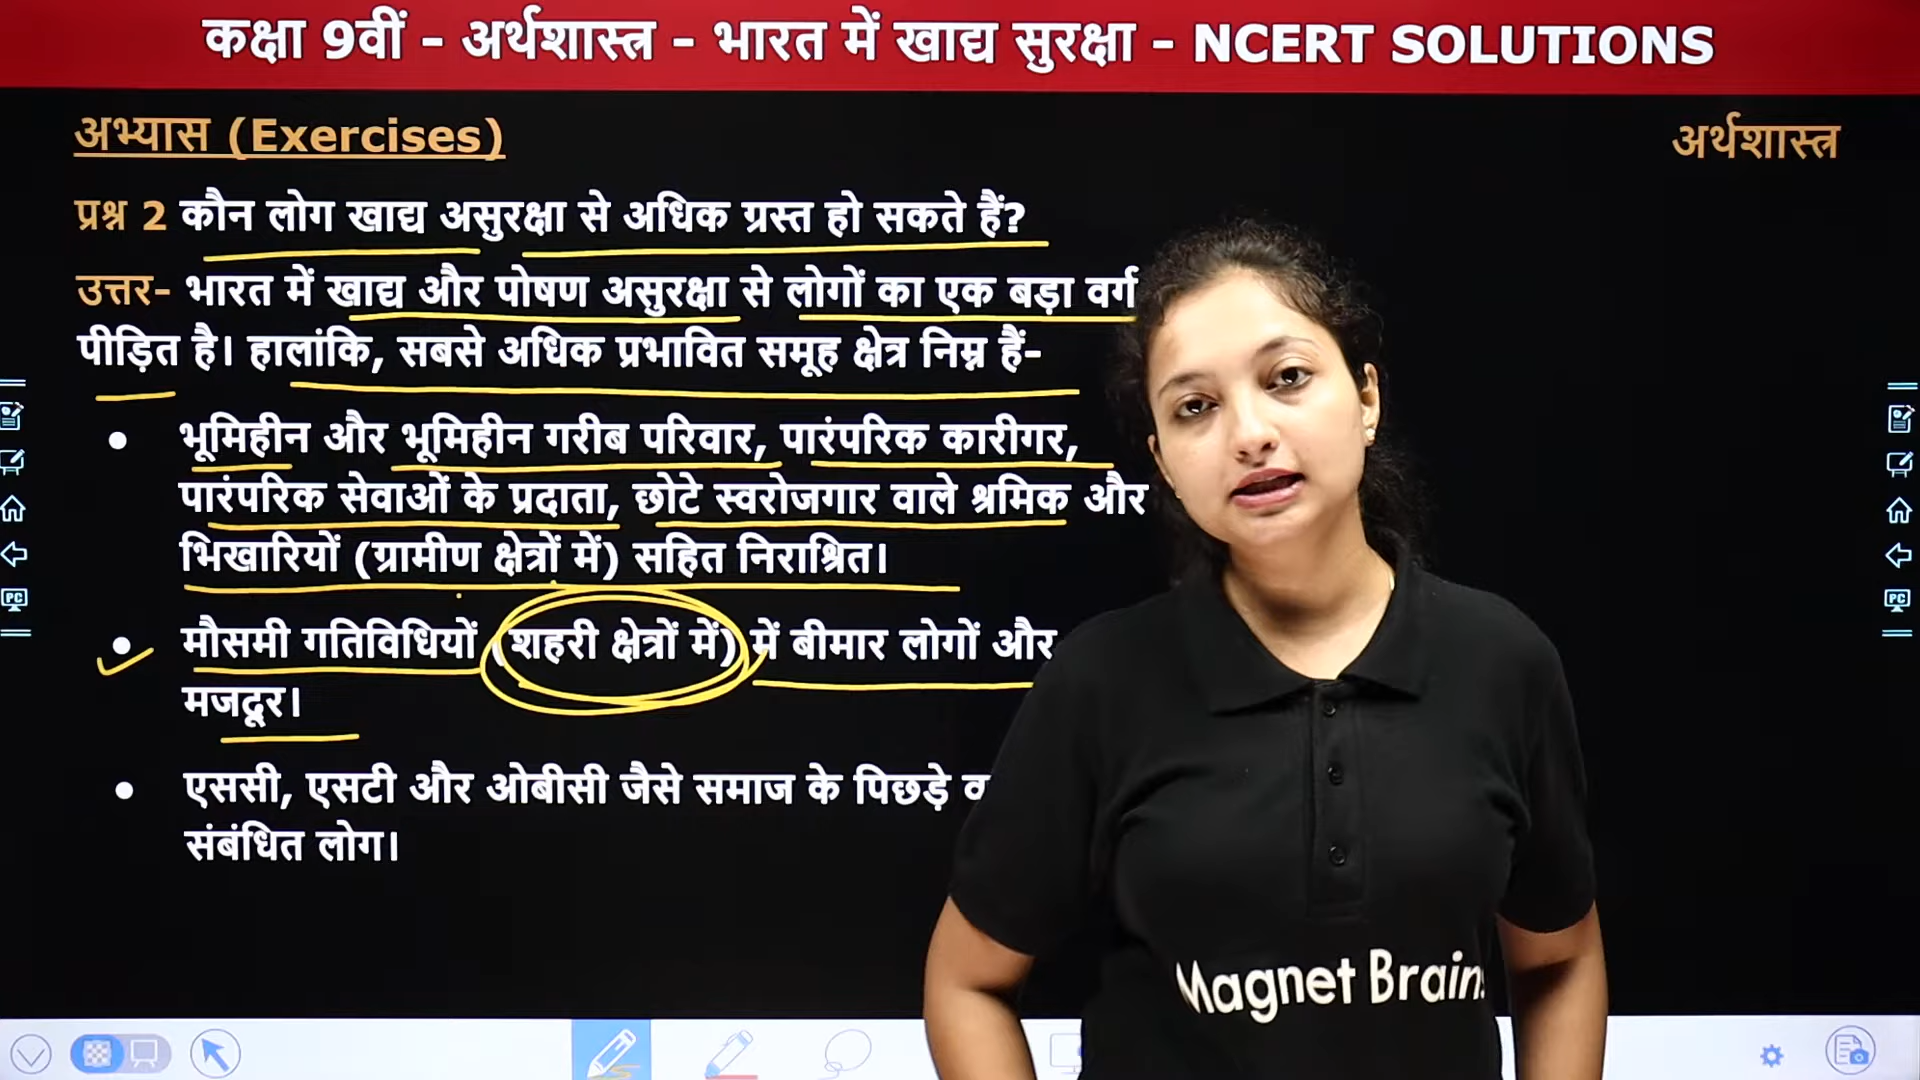 कक्षा 9वीं - अर्थशास्त्र - भारत में खाद्य सुरक्षा - NCERT SOLUTIONS
अभ्यास (Exercises)
अर्थशास्त्र
प्रश्न 2 कौन लोग खाद्य असुरक्षा से अधिक ग्रस्त हो सकते हैं?
उत्तर- भारत में खाद्य और पोषण असुरक्षा से लोगों का एक बड़ा वर्ग
पीड़ित है। हालांकि, सबसे अधिक प्रभावित समूह क्षेत्र निम्न हैं-
• भूमिहीन और भूमिहीन गरीब परिवार, पारंपरिक कारीगर,
पारंपरिक सेवाओं के प्रदाता, छोटे स्वरोजगार वाले श्रमिक और
भिखारियों (ग्रामीण क्षेत्रों में) सहित निराश्रित।
• मौसमी गतिविधियों (शहरी क्षेत्रों में) में बीमार लोगों और
मजदूर।
• एससी, एसटी और ओबीसी जैसे समाज के पिछड़े
संबंधित लोग।
Magnet Brains
PC
PC